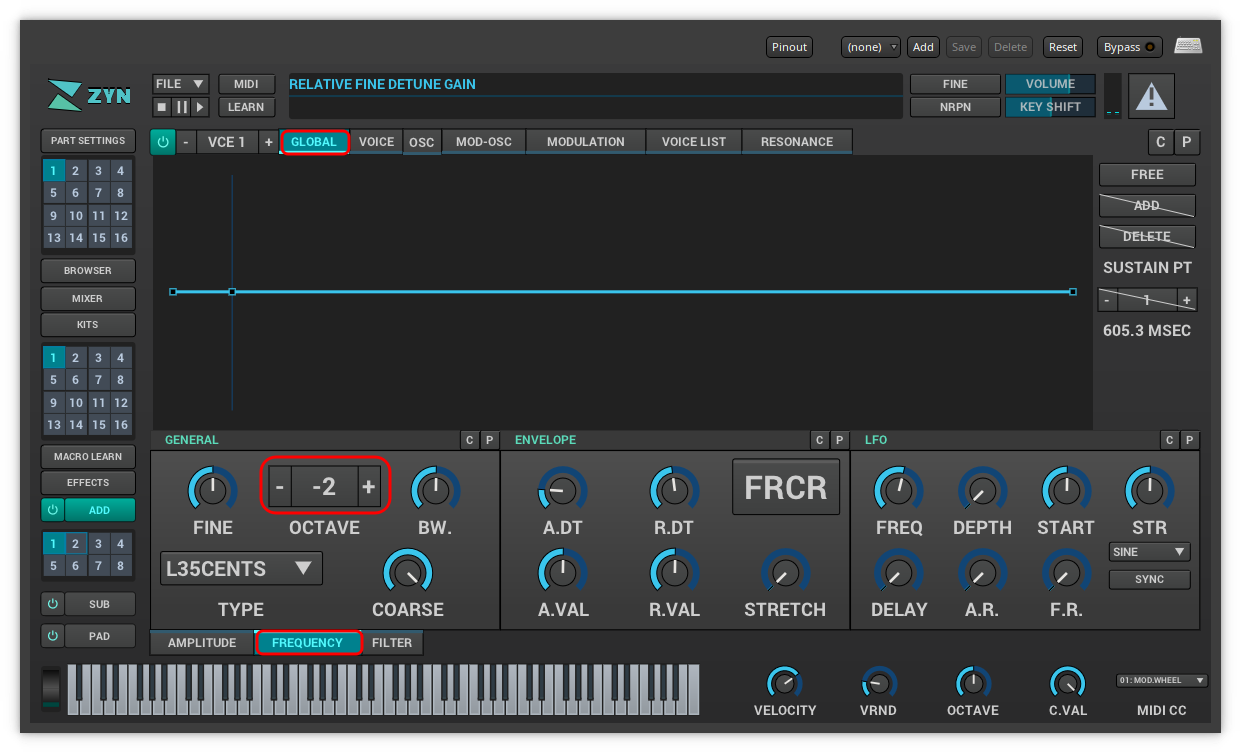 Pinout (none) Add Save Delete Reset Bypass
ZYN FILE MIDI RELATIVE FINE DETUNE GAIN FINE VOLUME
LEARN NRPN KEY SHIFT
PART SETTINGS - VCE 1 + GLOBAL VOICE OSC MOD-OSC MODULATION VOICE LIST RESONANCE C P
1 2 3 4 FREE
5 6 7 8 ADD
9 10 11 12
13 14 15 16 DELETE
BROWSER SUSTAIN PT
MIXER - 1 +
KITS 605.3 MSEC
1 2 3 4
5 6 7 8
9 10 11 12
13 14 15 16
GENERAL C P ENVELOPE C P LFO C P
MACRO LEARN
EFFECTS - -2 + FRCR
ADD
FINE OCTAVE BW. A.DT R.DT FREQ DEPTH START STR
1 2 3 4 SINE
5 6 7 8 L35CENTS SYNC
SUB TYPE COARSE A.VAL R.VAL STRETCH DELAY A.R. F.R.
PAD AMPLITUDE FREQUENCY FILTER
01: MOD.WHEEL
VELOCITY VRND OCTAVE C.VAL MIDI CC